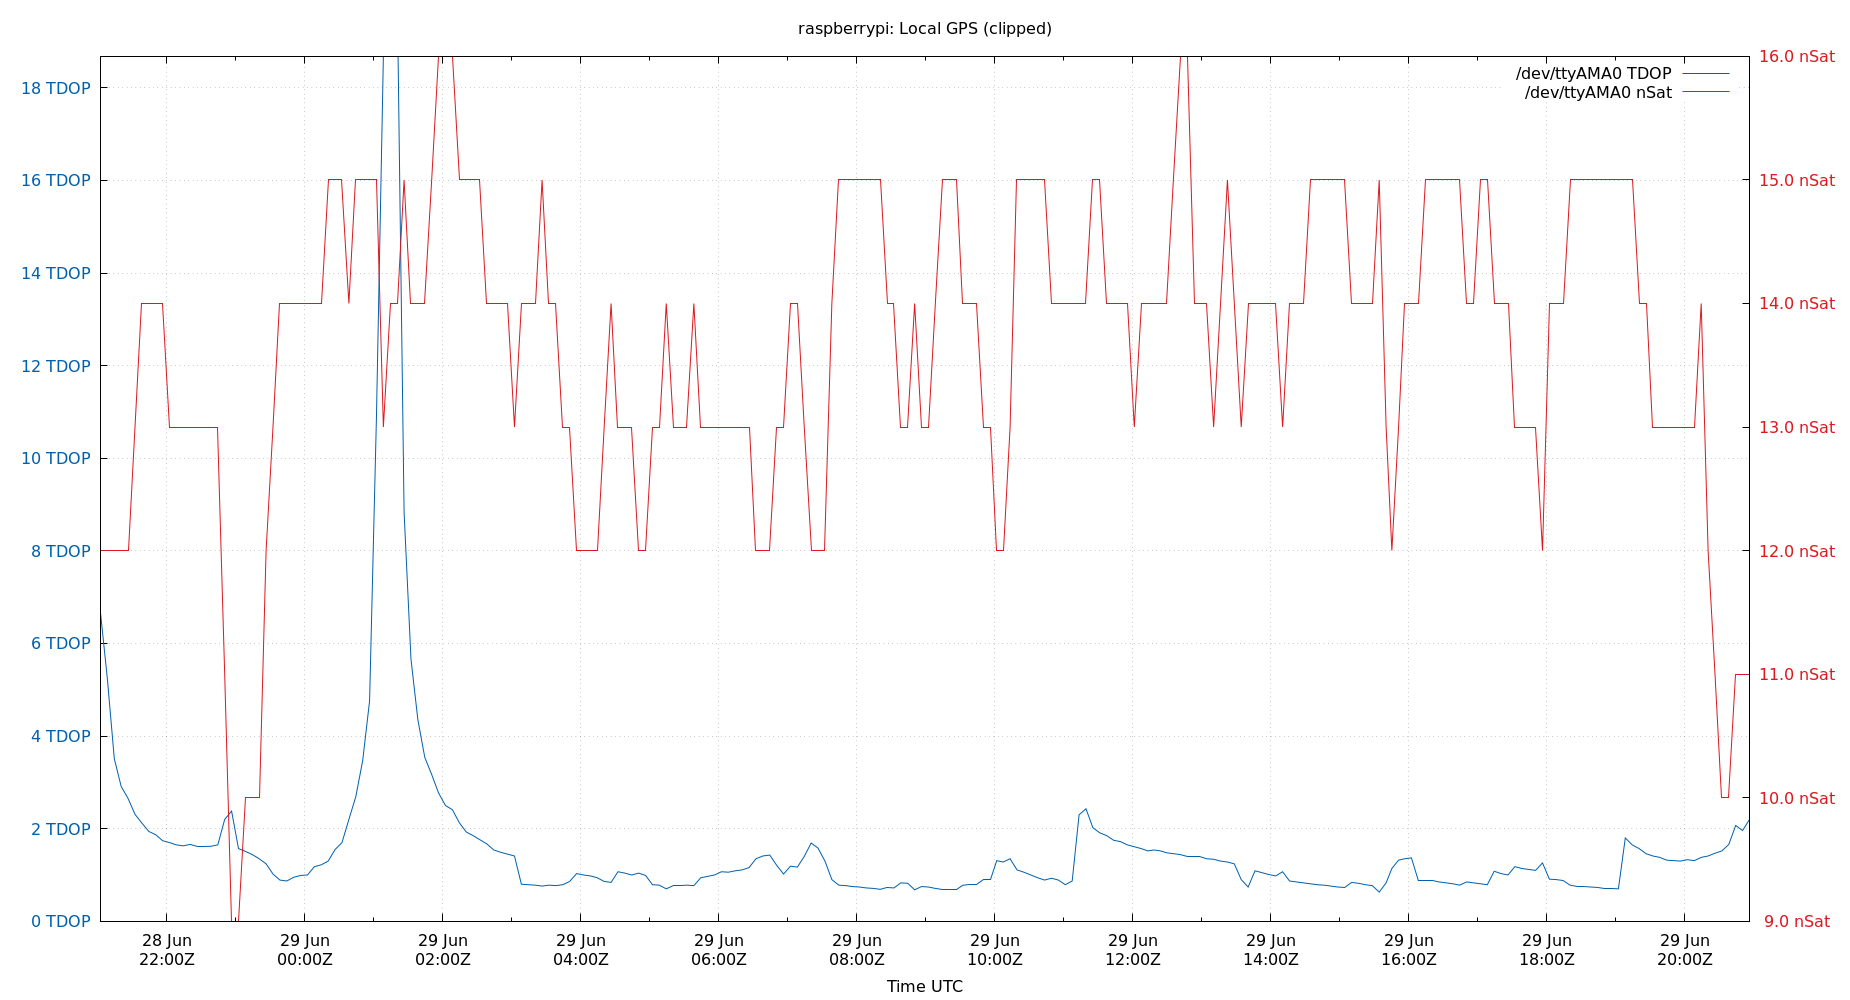 raspberrypi: Local GPS (clipped)
/dev/ttyAMA0 TDOP
/dev/ttyAMA0 nSat
18 TDOP
16 TDOP
14 TDOP
12 TDOP
10 TDOP
8 TDOP
6 TDOP
4 TDOP
2 TDOP
0 TDOP
16.0 nSat
15.0 nSat
14.0 nSat
13.0 nSat
12.0 nSat
11.0 nSat
10.0 nSat
9.0 nSat
28 Jun 29 Jun 29 Jun 29 Jun 29 Jun 29 Jun 29 Jun 29 Jun 29 Jun 29 Jun 29 Jun 29 Jun
22:00Z 00:00Z 02:00Z 04:00Z 06:00Z 08:00Z 10:00Z 12:00Z 14:00Z 16:00Z 18:00Z 20:00Z
Time UTC